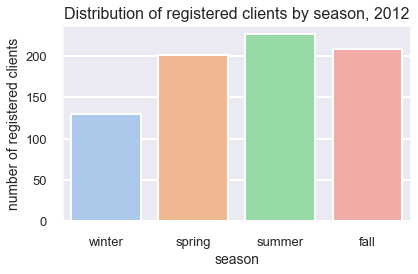 Distribution of registered clients by season, 2012
number of registered clients
200
150
100
50
0
winter spring summer fall
season